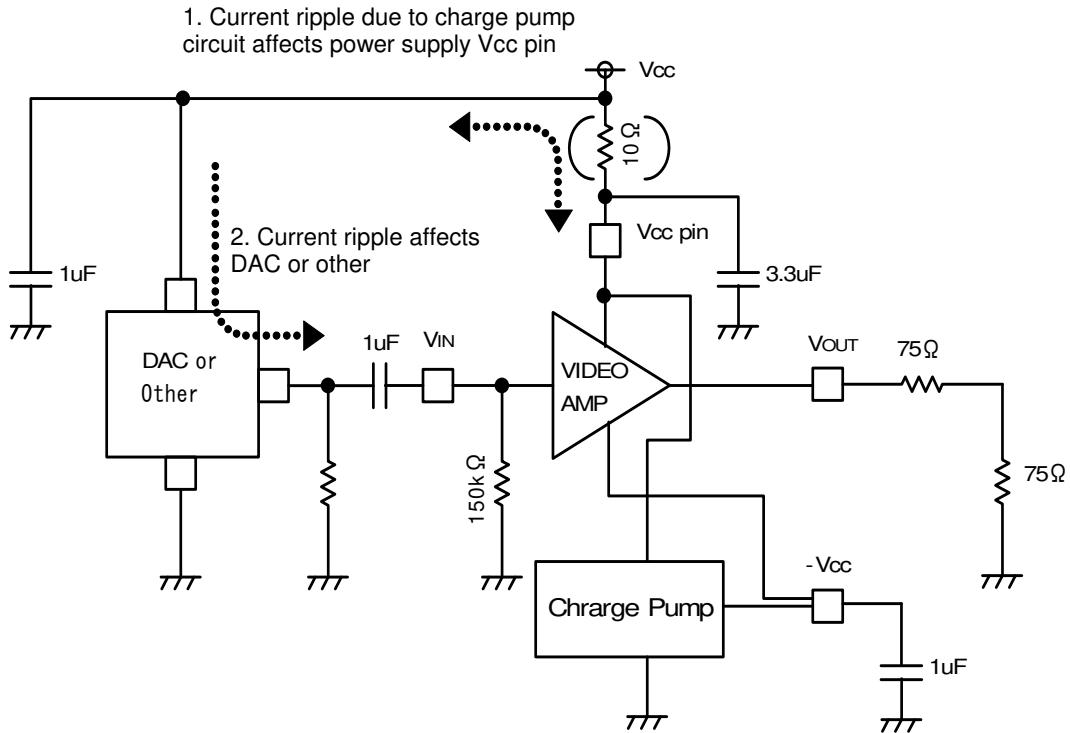 1. Current ripple due to charge pump
circuit affects power supply Vcc pin
Vcc
10Ω
Vcc pin
2. Current ripple affects
DAC or other
1uF
3.3uF
DAC or
Other
1uF
VIN
VIDEO
AMP
VOUT
75Ω
75Ω
150kΩ
-Vcc
Chrarge Pump
1uF